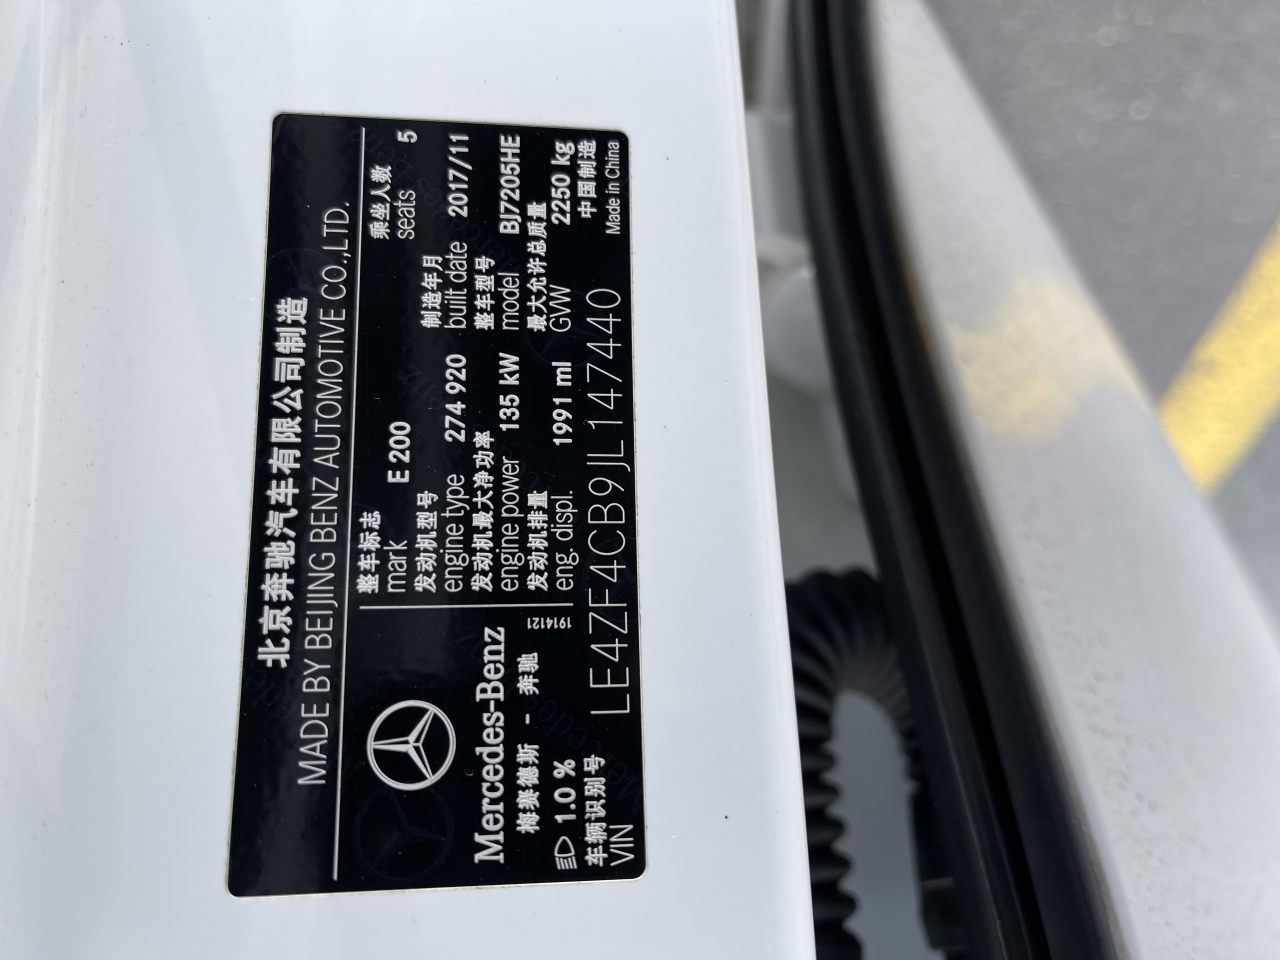 北京奔驰汽车有限公司制造
MADE BY BEIJING BENZ AUTOMOTIVE CO.,LTD.
Mercedes-Benz
梅赛德斯 - 奔驰
1.0 %
1914121
整车标志
mark E 200
乘坐人数
seats 5
发动机型号
engine type 274 920
制造年月
built date 2017/11
发动机最大净功率
engine power 135 kW
整车型号
model BJ7205HE
发动机排量
eng. displ. 1991 ml
最大允许总质量
GVW 2250 kg
车辆识别号
VIN LE4ZF4CB9JL147440
中国制造
Made in China